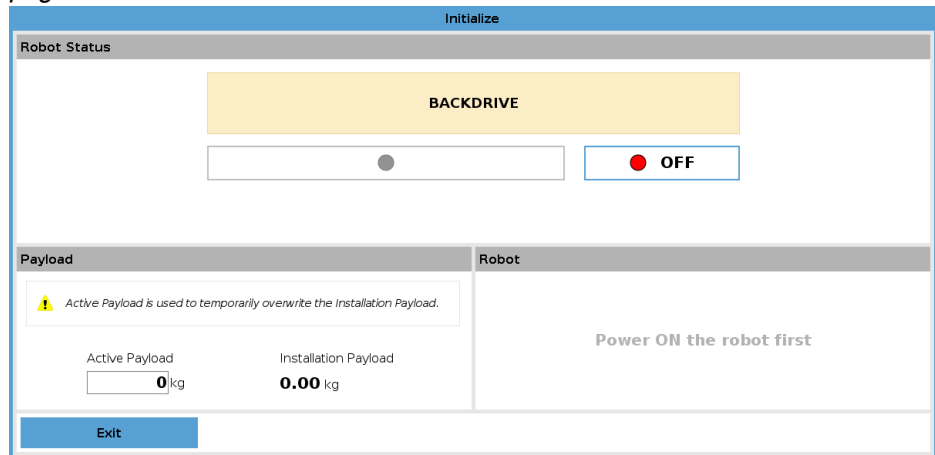 Initialize
Robot Status
BACKDRIVE
OFF
Payload
Active Payload is used to temporarily overwrite the Installation Payload.
Active Payload
Installation Payload
0 kg
0.00 kg
Robot
Power ON the robot first
Exit